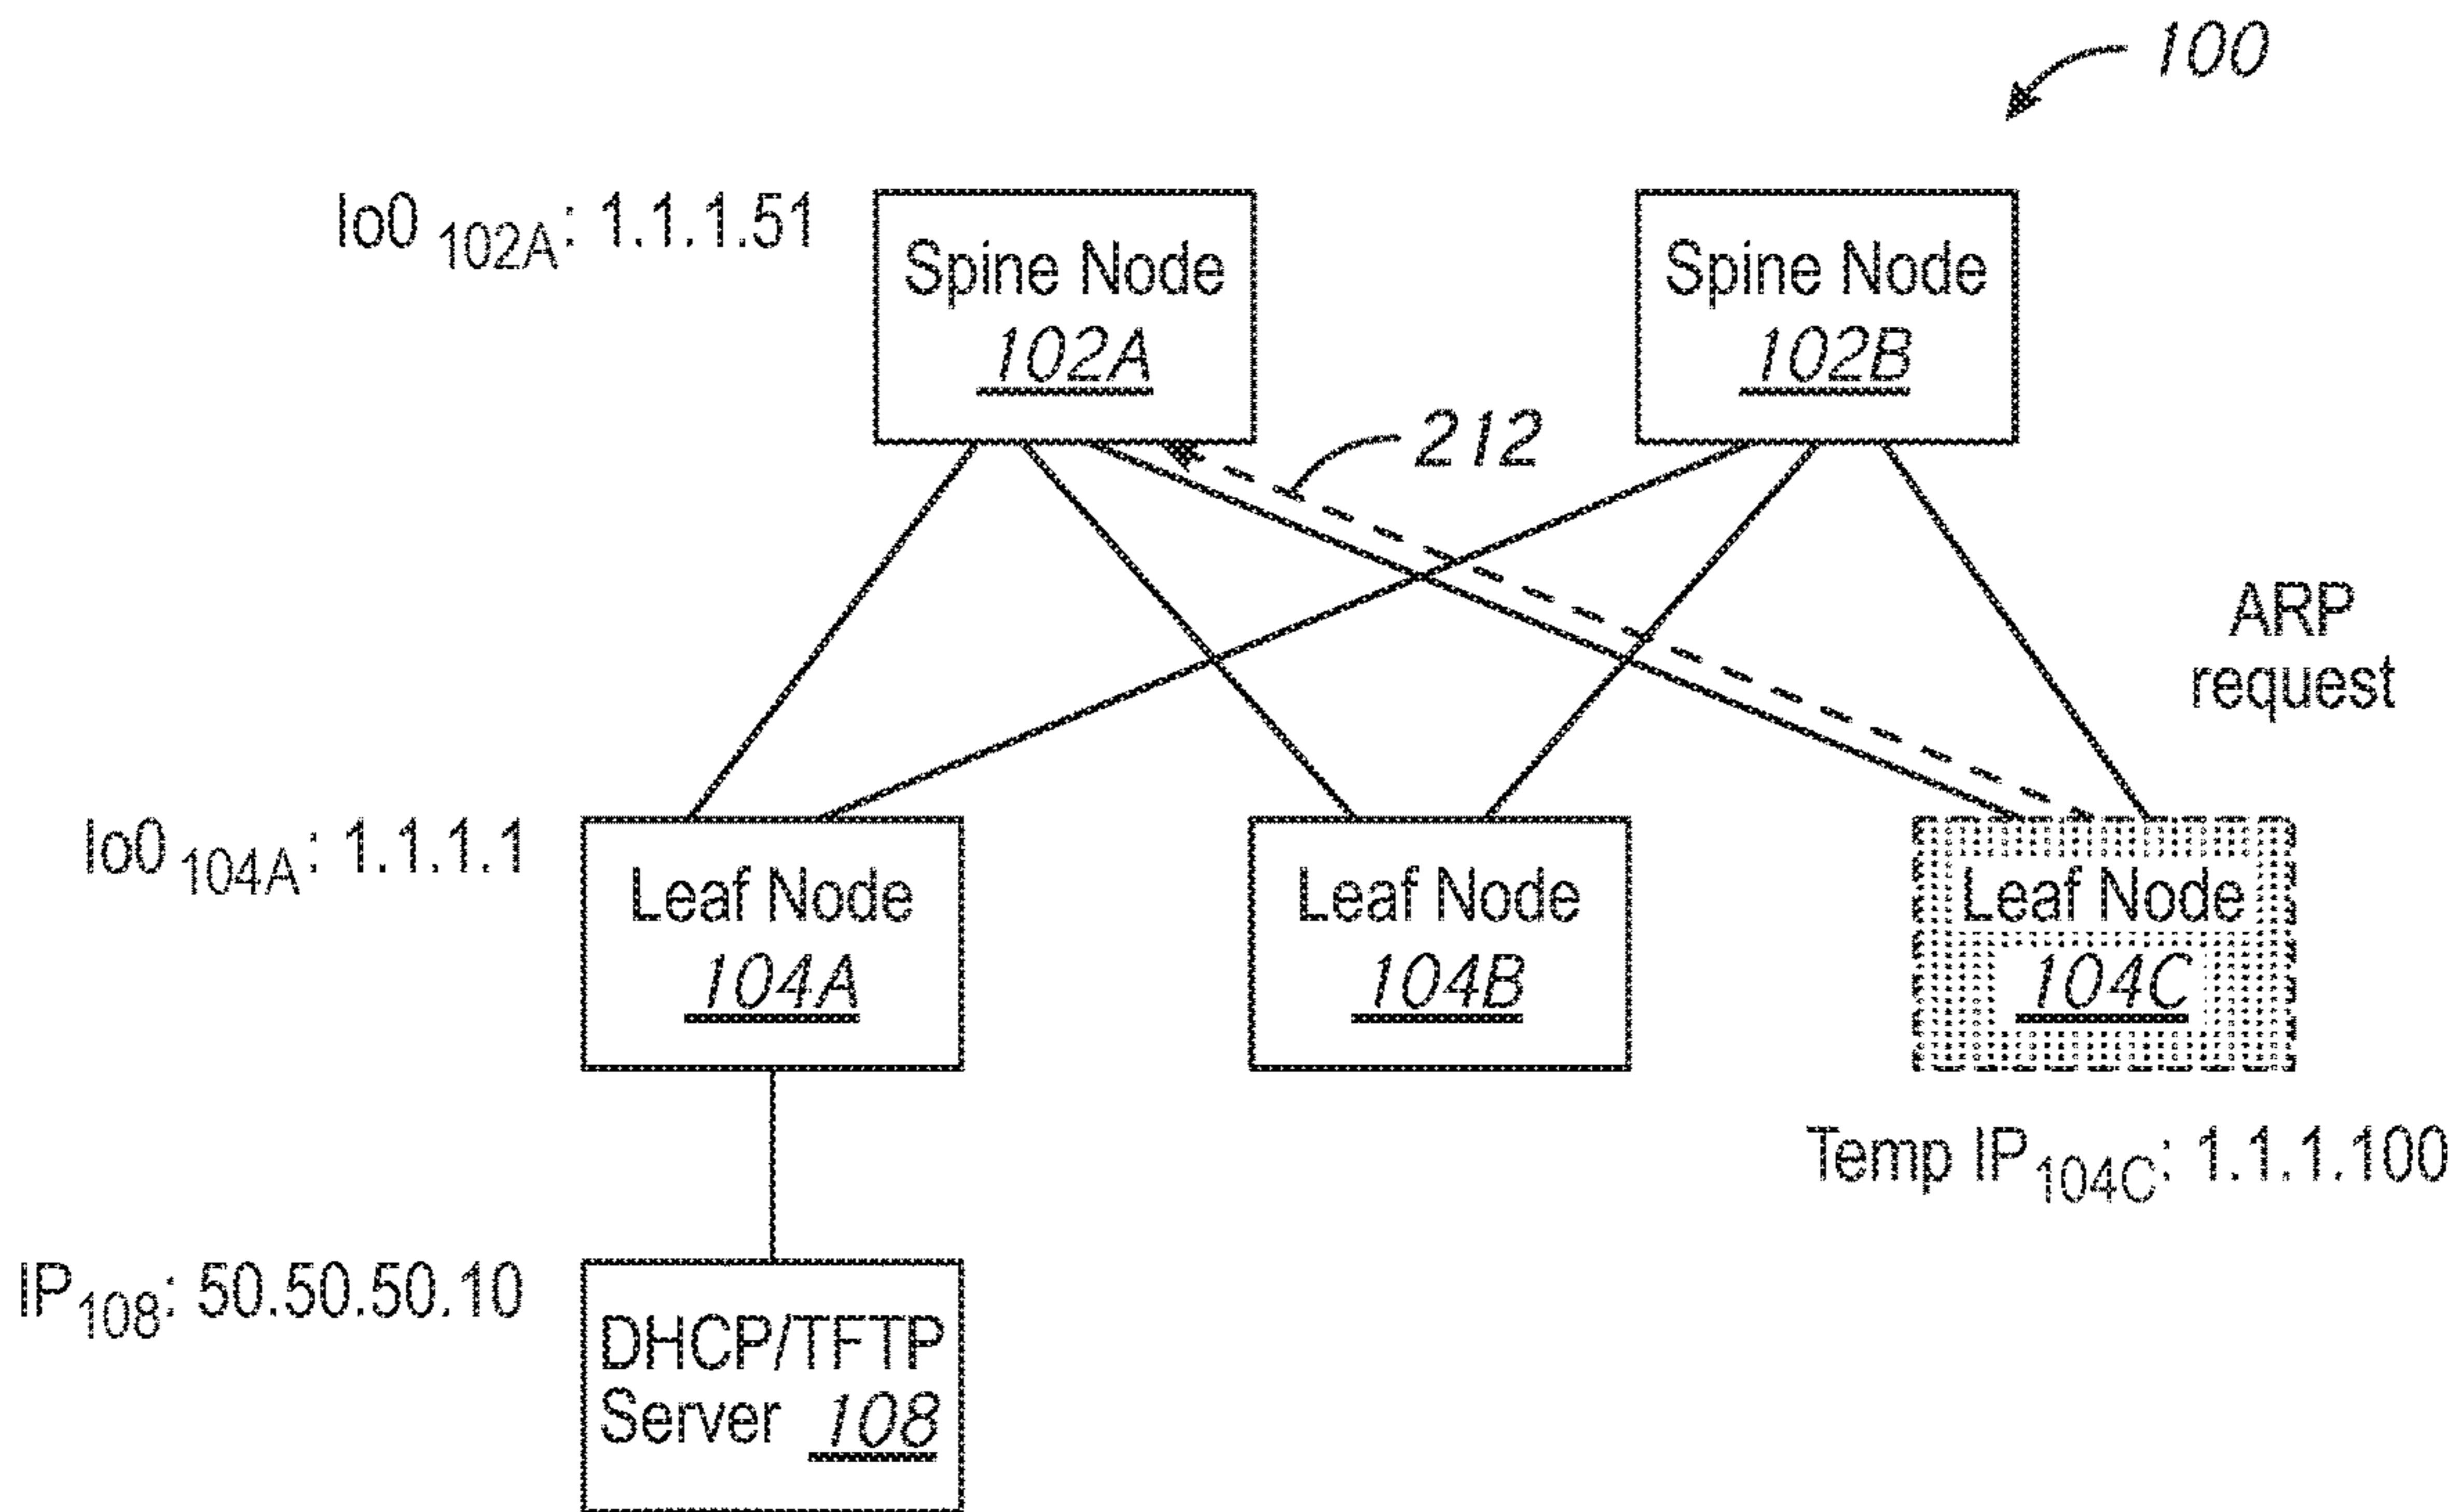 100
lo0 102A: 1.1.1.51
Spine Node
102A
Spine Node
102B
212
ARP
request
lo0 104A: 1.1.1.1
Leaf Node
104A
Leaf Node
104B
Leaf Node
104C
Temp IP104C: 1.1.1.100
IP108: 50.50.50.10
DHCP/TFTP
Server 108